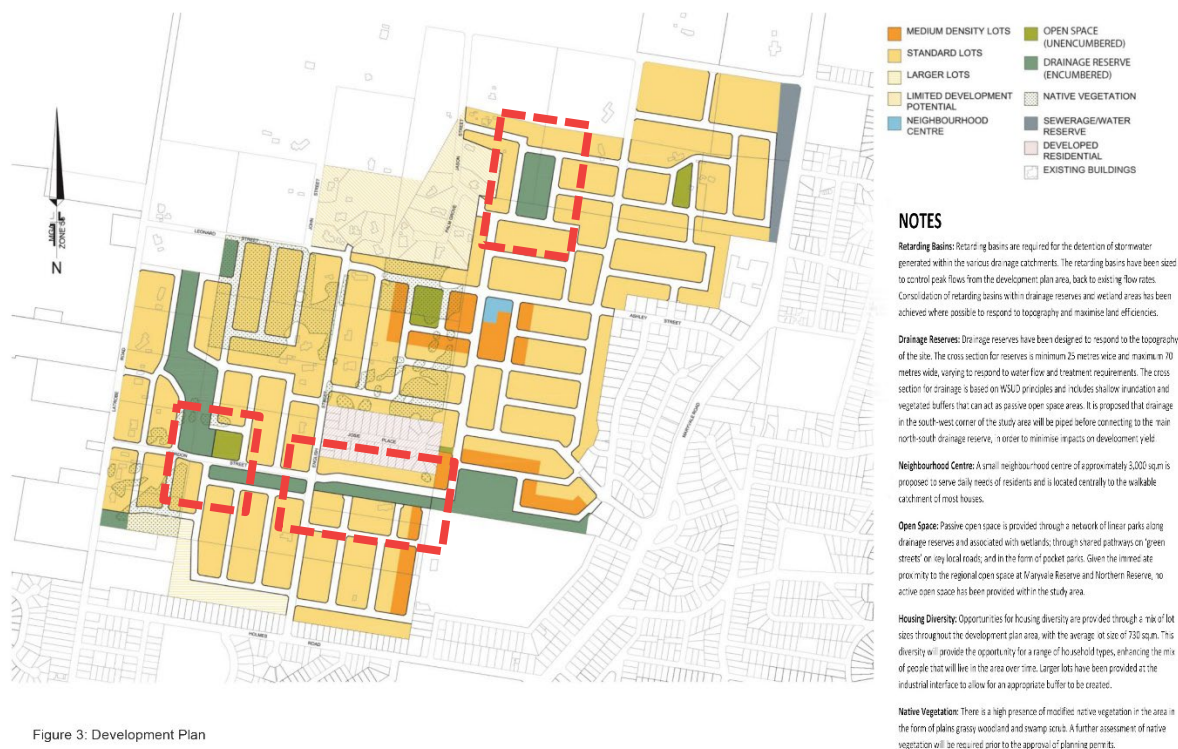 MEDIUM DENSITY LOTS
STANDARD LOTS
LARGER LOTS
LIMITED DEVELOPMENT
POTENTIAL
NEIGHBOURHOOD
CENTRE
OPEN SPACE
(UNENCUMBERED)
DRAINAGE RESERVE
(ENCUMBERED)
NATIVE VEGETATION
SEWERAGE/WATER
RESERVE
DEVELOPED
RESIDENTIAL
EXISTING BUILDINGS
ZONE 55
N
LEONARD STREET
JOHN STREET
JASON STREET
PALM GROVE
ASHLEY STREET
MARYVALE ROAD
LATROBE ROAD
STREET
ENGLISH STREET
JODIE PLACE
HOLMES ROAD
NOTES
Retarding Basins: Retarding basins are required for the detention of stormwater
generated within the various drainage catchments. The retarding basins have been sized
to control peak flows from the development plan area, back to existing flow rates.
Consolidation of retarding basins within drainage reserves and wetland areas has been
achieved where possible to respond to topography and maximise land efficiencies.
Drainage Reserves: Drainage reserves have been designed to respond to the topography
of the site. The cross section for reserves is minimum 25 metres wide and maximum 70
metres wide, varying to respond to water flow and treatment requirements. The cross
section for drainage is based on WSUD principles and includes shallow inundation and
vegetated buffers that can act as passive open space areas. It is proposed that drainage
in the south-west corner of the study area will be piped before connecting to the main
north-south drainage reserve, in order to minimise impacts on development yield
Neighbourhood Centre: A small neighbourhood centre of approximately 3,000 sq.m is
proposed to serve daily needs of residents and is located centrally to the walkable
catchment of most houses.
Open Space: Passive open space is provided through a network of linear parks along
drainage reserves and associated with wetlands; through shared pathways on 'green
streets' on key local roads; and in the form of pocket parks. Given the immediate
proximity to the regional open space at Maryvale Reserve and Northern Reserve, no
active open space has been provided within the study area.
Housing Diversity: Opportunities for housing diversity are provided through a mix of lot
sizes throughout the development plan area, with the average lot size of 730 sq.m. This
diversity will provide the opportunity for a range of household types, enhancing the mix
of people that will live in the area over time. Larger lots have been provided at the
industrial interface to allow for an appropriate buffer to be created.
Native Vegetation: There is a high presence of modified native vegetation in the area in
the form of plains grassy woodland and swamp scrub. A further assessment of native
vegetation will be required prior to the approval of planning permits.
Figure 3: Development Plan